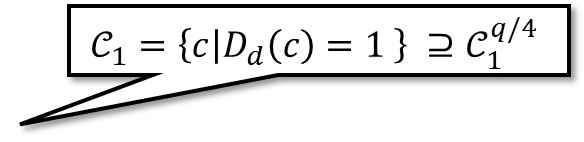 𝒞₁ = {c|D_d(c) = 1 } ⊇ 𝒞₁^{q/4}